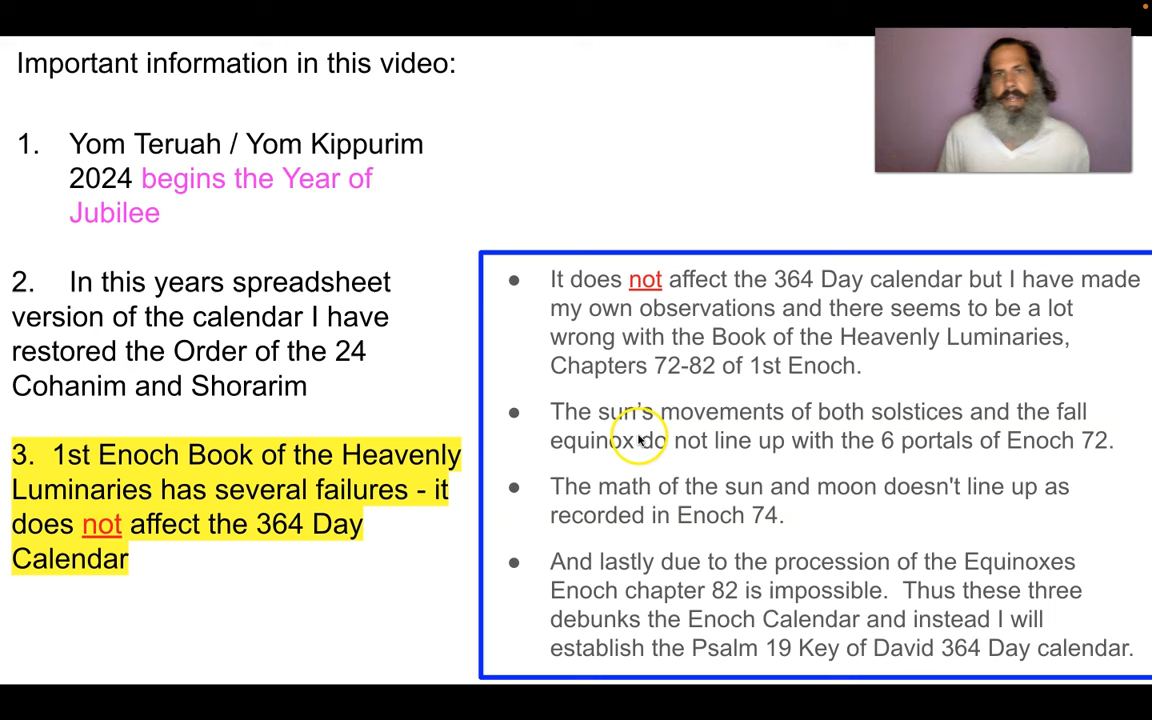 Important information in this video:
1. Yom Teruah / Yom Kippurim
2024 begins the Year of
Jubilee
2. In this years spreadsheet
version of the calendar I have
restored the Order of the 24
Cohanim and Shorarim
3. 1st Enoch Book of the Heavenly
Luminaries has several failures - it
does not affect the 364 Day
Calendar
● It does not affect the 364 Day calendar but I have made
my own observations and there seems to be a lot
wrong with the Book of the Heavenly Luminaries,
Chapters 72-82 of 1st Enoch.
● The sun's movements of both solstices and the fall
equinox do not line up with the 6 portals of Enoch 72.
● The math of the sun and moon doesn't line up as
recorded in Enoch 74.
● And lastly due to the procession of the Equinoxes
Enoch chapter 82 is impossible. Thus these three
debunks the Enoch Calendar and instead I will
establish the Psalm 19 Key of David 364 Day calendar.